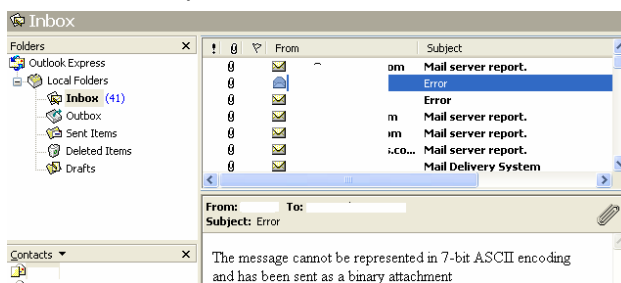 Inbox
Folders X
Outlook Express
Local Folders
Inbox (41)
Outbox
Sent Items
Deleted Items
Drafts
Contacts X
! From Subject
om Mail server report.
Error
Error
m Mail server report.
om Mail server report.
s.co... Mail server report.
Mail Delivery System
From: To:
Subject: Error
The message cannot be represented in 7-bit ASCII encoding
and has been sent as a binary attachment